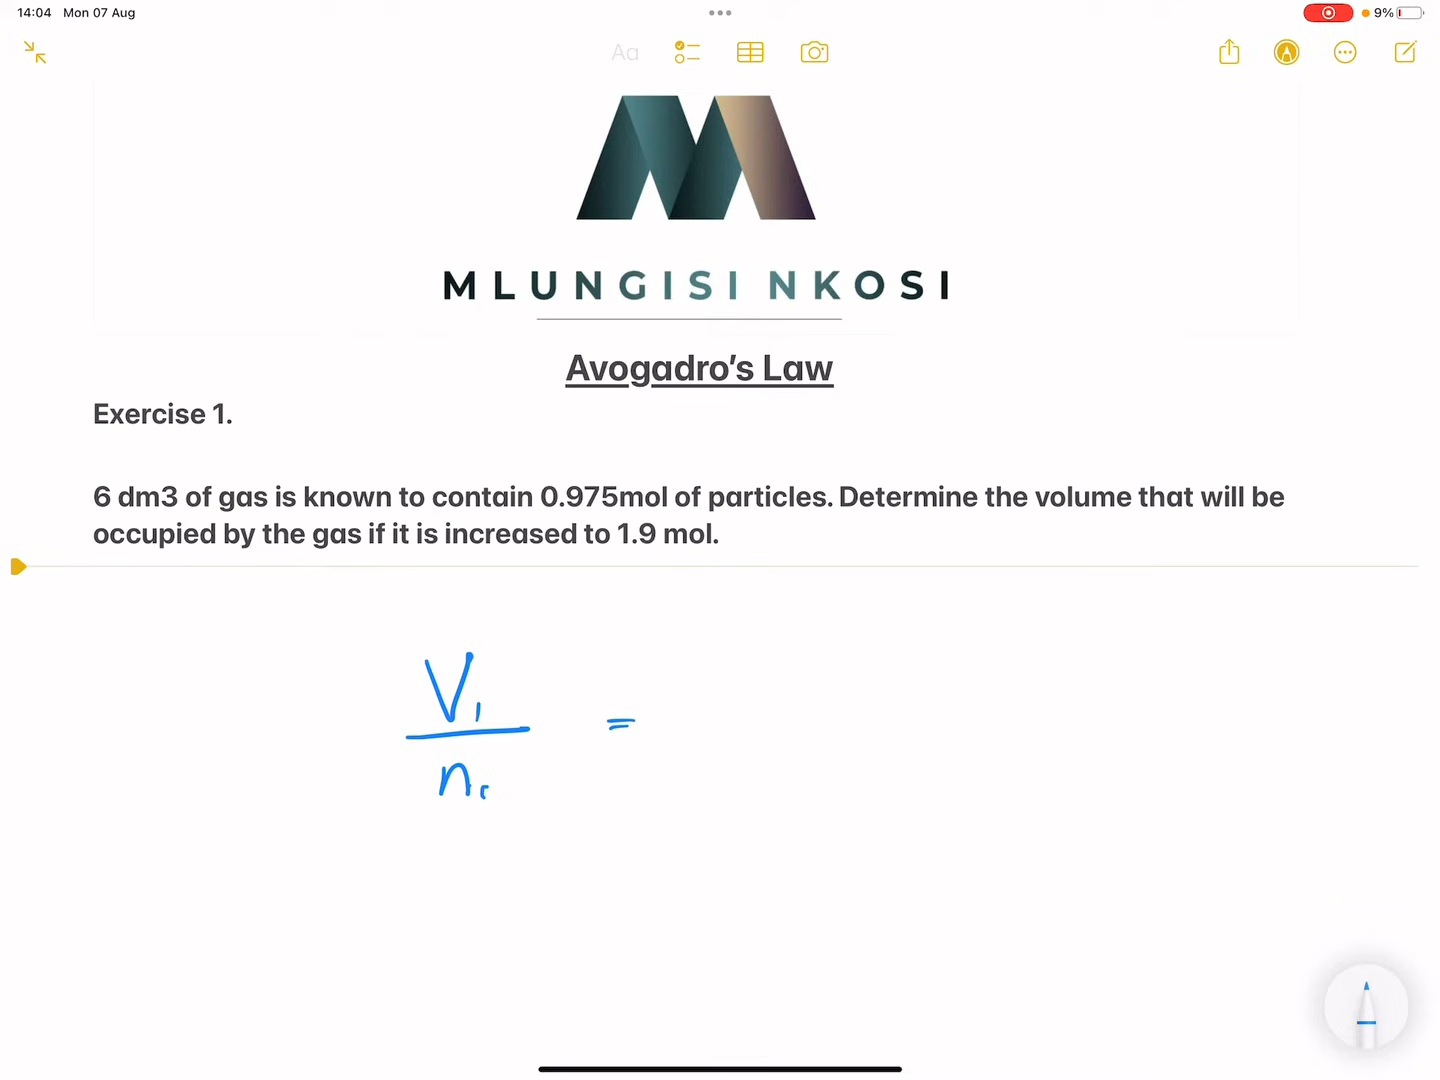 14:04 Mon 07 Aug
9%
Aa
MLUNGISI NKOSI
Avogadro's Law
Exercise 1.
6 dm3 of gas is known to contain 0.975mol of particles. Determine the volume that will be
occupied by the gas if it is increased to 1.9 mol.
V₁
=
n₁